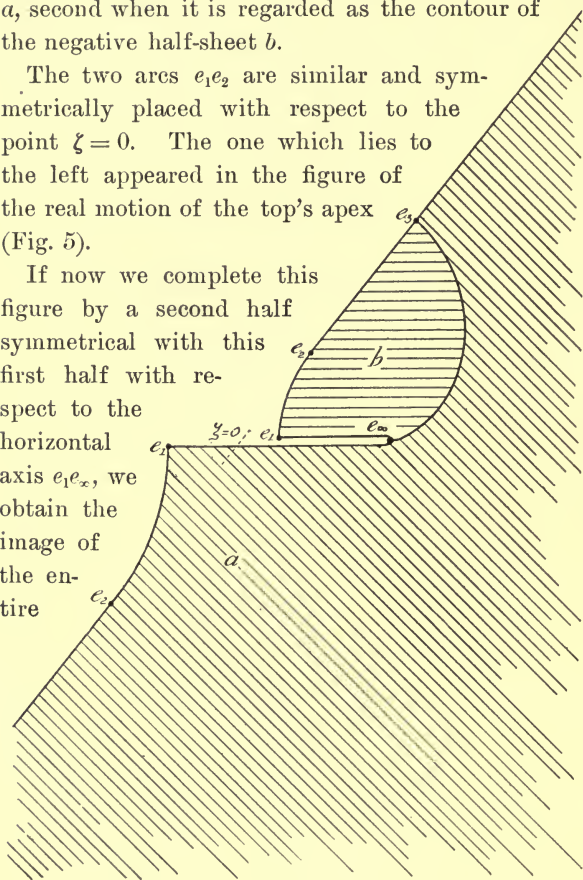 a, second when it is regarded as the contour of
the negative half-sheet b.
The two arcs e₁e₂ are similar and sym-
metrically placed with respect to the
point ζ = 0. The one which lies to
the left appeared in the figure of
the real motion of the top's apex
(Fig. 5).
If now we complete this
figure by a second half
symmetrical with this
first half with re-
spect to the
horizontal
axis e₁e∞, we
obtain the
image of
the en-
tire
e₃
e₂
b
ζ=0,
e₁
e∞
e₁
a
e₂